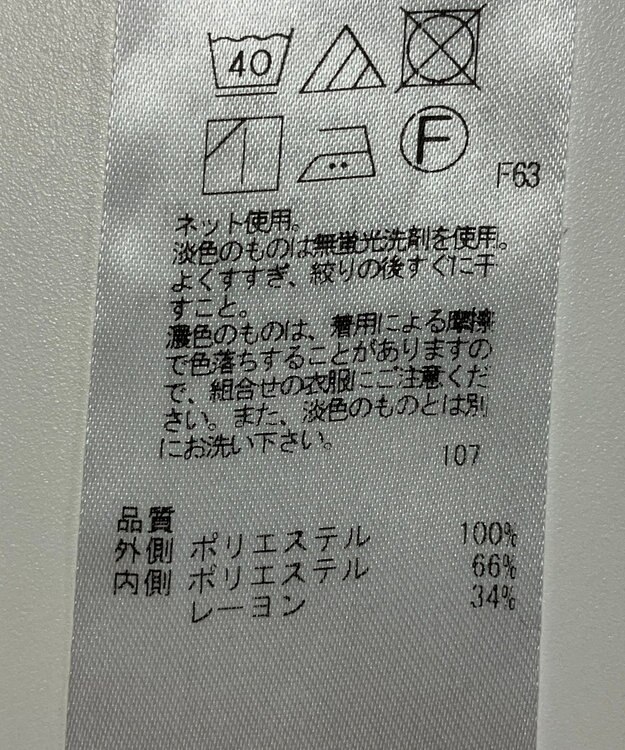 40
F
F63
ネット使用。
淡色のものは無蛍光洗剤を使用。
よくすすぎ、絞りの後すぐに干
すこと。
濃色のものは、着用による摩擦
で色落ちすることがありますの
で、組合せの衣服にご注意くだ
さい。また、淡色のものとは別
にお洗い下さい。
107
品質
外側 ポリエステル 100%
内側 ポリエステル 66%
レーヨン 34%